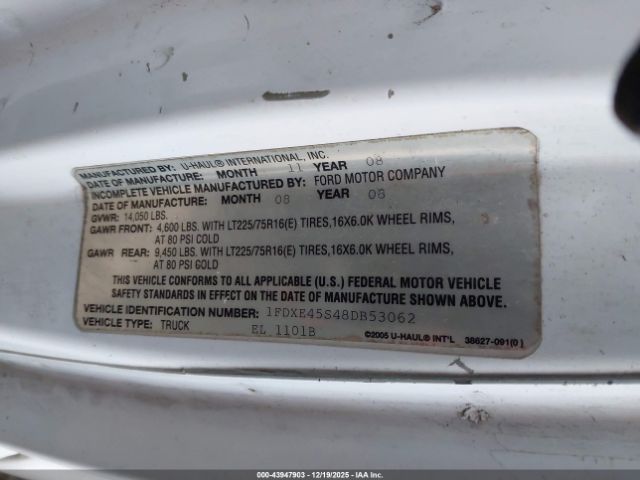 MANUFACTURED BY: U-HAUL® INTERNATIONAL, INC.
DATE OF MANUFACTURE: MONTH 11 YEAR 08
INCOMPLETE VEHICLE MANUFACTURED BY: FORD MOTOR COMPANY
DATE OF MANUFACTURE: MONTH 08 YEAR 08
GVWR: 14,050 LBS.
GAWR FRONT: 4,600 LBS. WITH LT225/75R16(E) TIRES,16X6.0K WHEEL RIMS,
AT 80 PSI COLD
GAWR REAR: 9,450 LBS. WITH LT225/75R16(E) TIRES,16X6.0K WHEEL RIMS,
AT 80 PSI COLD
THIS VEHICLE CONFORMS TO ALL APPLICABLE (U.S.) FEDERAL MOTOR VEHICLE
SAFETY STANDARDS IN EFFECT ON THE DATE OF MANUFACTURE SHOWN ABOVE.
VEHICLE IDENTIFICATION NUMBER: 1FDXE45S48DB53062
VEHICLE TYPE: TRUCK EL 1101B
©2005 U-HAUL® INT'L 38627-091(0)
000-43947903 - 12/19/2025 - IAAI, Inc.